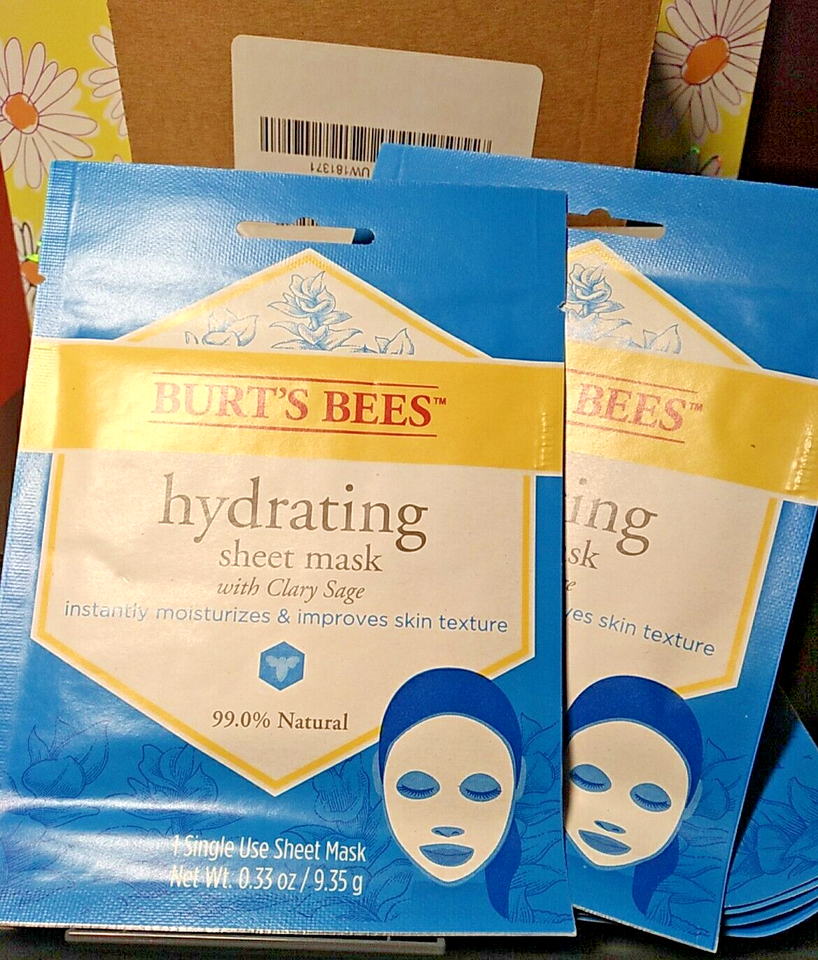 UW181371
BURT'S BEES™
hydrating
sheet mask
with Clary Sage
instantly moisturizes & improves skin texture
99.0% Natural
1 Single Use Sheet Mask
Net Wt. 0.33 oz / 9.35 g
BEES™
ing
sk
e
yes skin texture